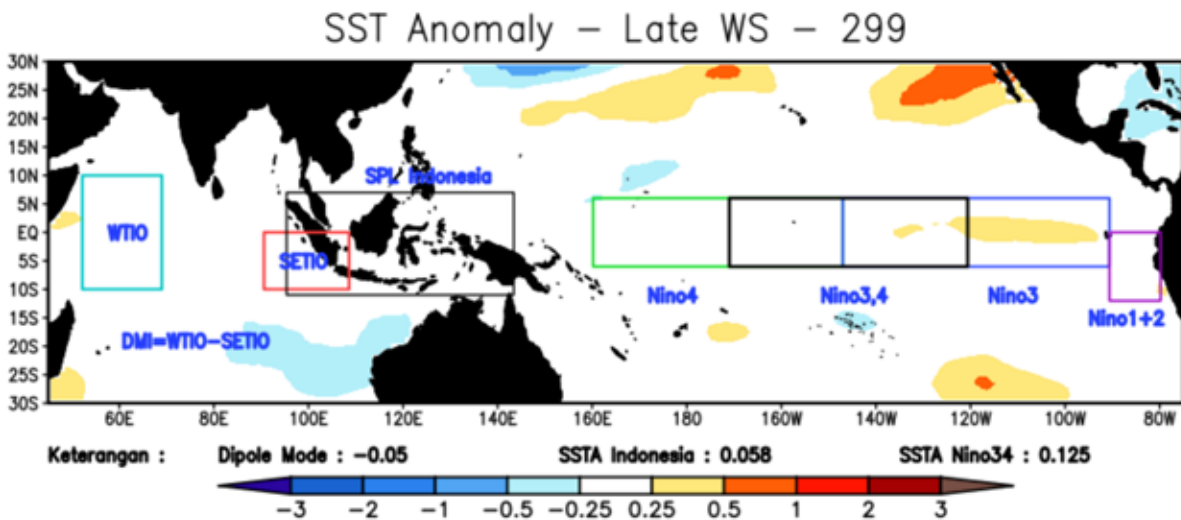 SST Anomaly – Late WS – 299
30N
25N
20N
15N
10N
5N
EQ
5S
10S
15S
20S
25S
30S
SPL Indonesia
WTIO
SETIO
Nino4
Nino3,4
Nino3
Nino1+2
DMI=WTIO–SETIO
60E 80E 100E 120E 140E 160E 180 160W 140W 120W 100W 80W
Keterangan : Dipole Mode : –0.05 SSTA Indonesia : 0.058 SSTA Nino34 : 0.125
–3 –2 –1 –0.5 –0.25 0.25 0.5 1 2 3